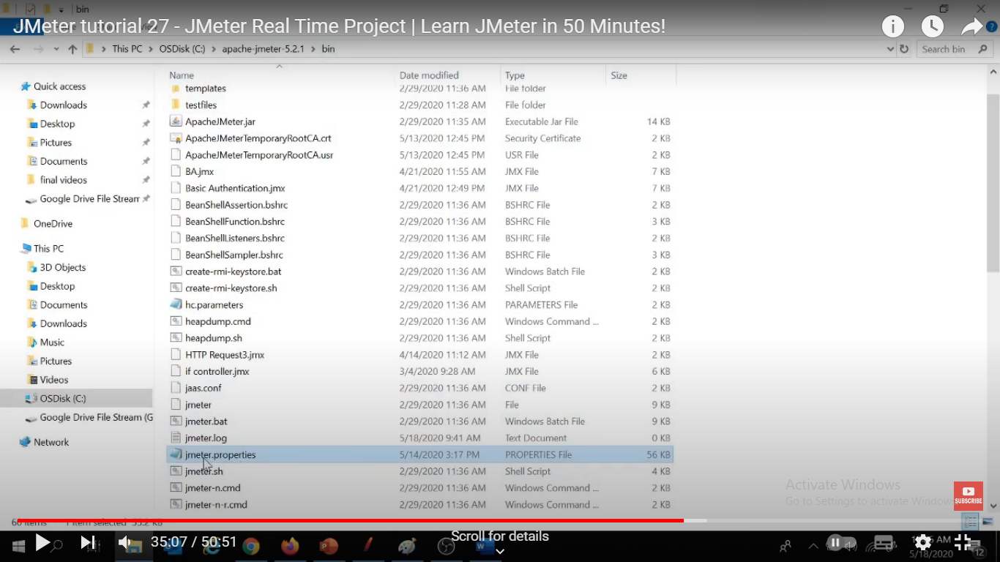 bin
JMeter tutorial 27 - JMeter Real Time Project | Learn JMeter in 50 Minutes!
This PC > OSDisk (C:) > apache-jmeter-5.2.1 > bin
Search bin
Name Date modified Type Size
Quick access
Downloads
Desktop
Pictures
Documents
final videos
Google Drive File Stream
OneDrive
This PC
3D Objects
Desktop
Documents
Downloads
Music
Pictures
Videos
OSDisk (C:)
Google Drive File Stream (G
Network
templates 2/29/2020 11:36 AM File folder
testfiles 2/29/2020 11:28 AM File folder
ApacheJMeter.jar 2/29/2020 11:35 AM Executable Jar File 14 KB
ApacheJMeterTemporaryRootCA.crt 5/13/2020 12:45 PM Security Certificate 2 KB
ApacheJMeterTemporaryRootCA.usr 5/13/2020 12:45 PM USR File 2 KB
BA.jmx 4/21/2020 11:55 AM JMX File 7 KB
Basic Authentication.jmx 4/21/2020 12:49 PM JMX File 7 KB
BeanShellAssertion.bshrc 2/29/2020 11:36 AM BSHRC File 2 KB
BeanShellFunction.bshrc 2/29/2020 11:36 AM BSHRC File 3 KB
BeanShellListeners.bshrc 2/29/2020 11:36 AM BSHRC File 2 KB
BeanShellSampler.bshrc 2/29/2020 11:36 AM BSHRC File 3 KB
create-rmi-keystore.bat 2/29/2020 11:36 AM Windows Batch File 2 KB
create-rmi-keystore.sh 2/29/2020 11:36 AM Shell Script 2 KB
hc.parameters 2/29/2020 11:36 AM PARAMETERS File 2 KB
heapdump.cmd 2/29/2020 11:36 AM Windows Command ... 2 KB
heapdump.sh 2/29/2020 11:36 AM Shell Script 2 KB
HTTP Request3.jmx 4/14/2020 11:12 AM JMX File 2 KB
if controller.jmx 3/4/2020 9:28 AM JMX File 6 KB
jaas.conf 2/29/2020 11:36 AM CONF File 2 KB
jmeter 2/29/2020 11:36 AM File 9 KB
jmeter.bat 2/29/2020 11:36 AM Windows Batch File 9 KB
jmeter.log 5/18/2020 9:41 AM Text Document 0 KB
jmeter.properties 5/14/2020 3:17 PM PROPERTIES File 56 KB
jmeter.sh 2/29/2020 11:36 AM Shell Script 4 KB
jmeter-n.cmd 2/29/2020 11:36 AM Windows Command ... 2 KB
jmeter-n-r.cmd 2/29/2020 11:36 AM Windows Command ... 2 KB
Activate Windows
Go to Settings to activate Windows
SUBSCRIBE
60 items 1 item selected 55.2 KB
35:07 / 50:51
Scroll for details
AM
5/18/2020
12